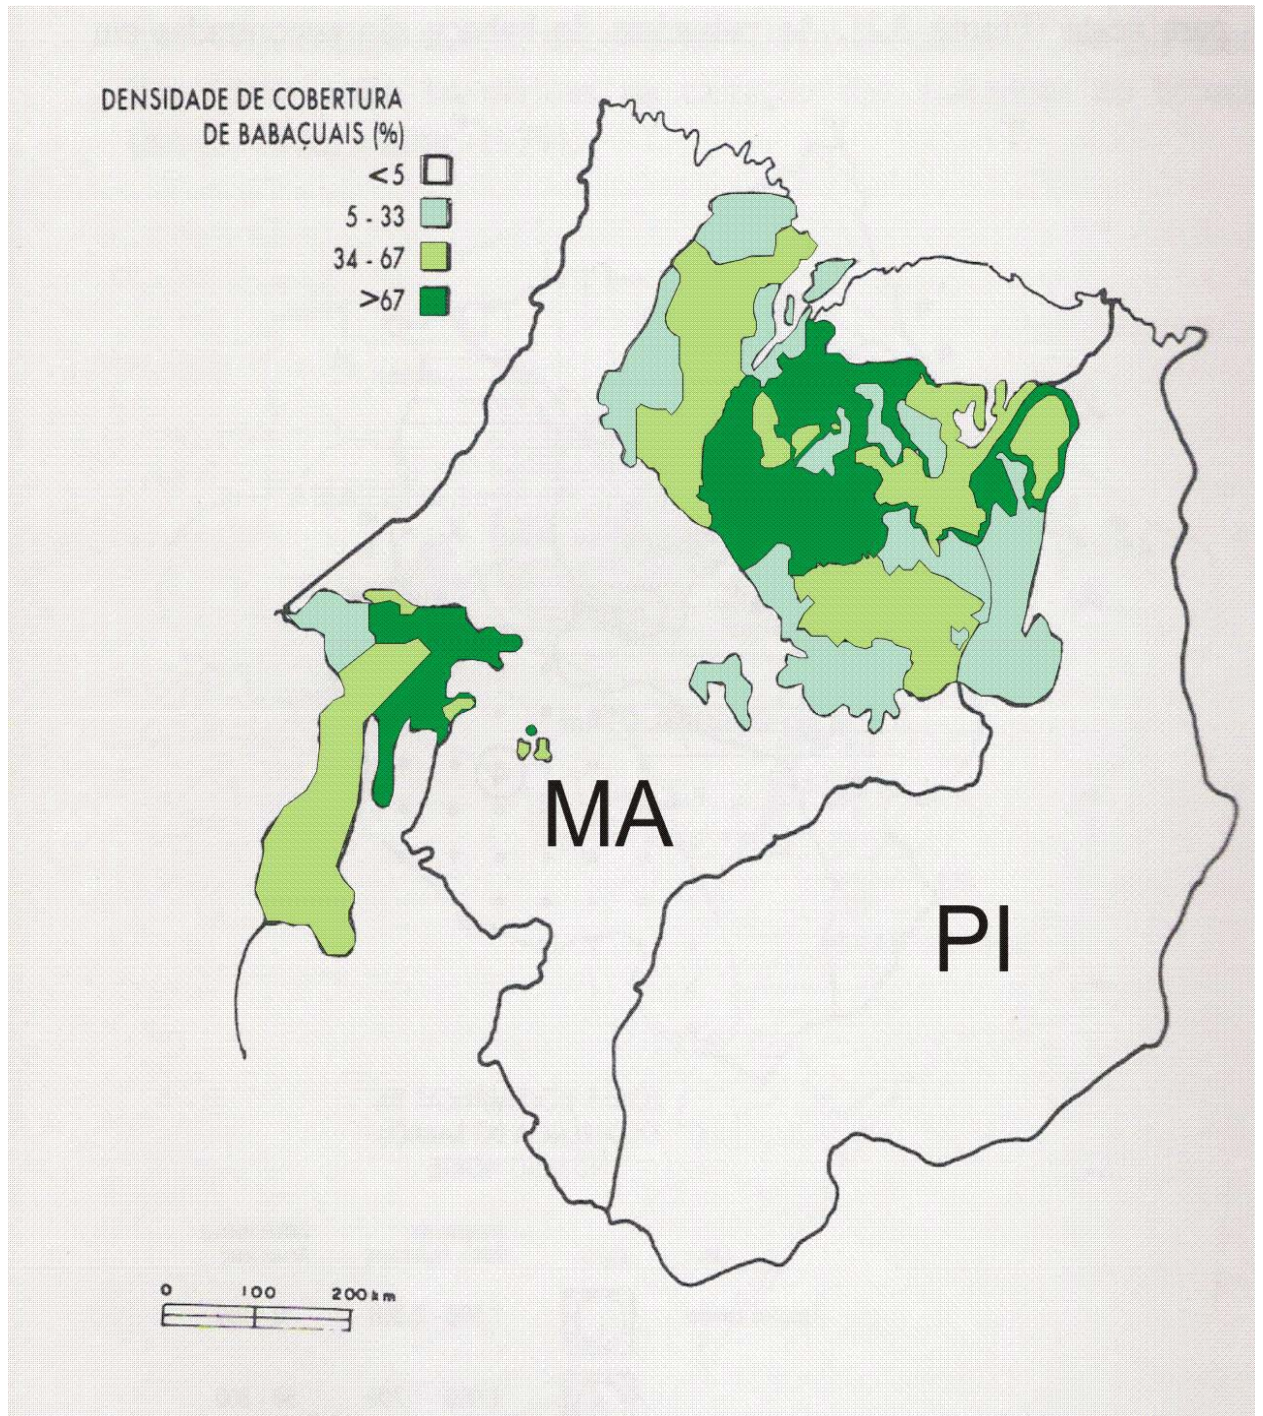 DENSIDADE DE COBERTURA
DE BABAÇUAIS (%)
<5
5 - 33
34 - 67
>67
MA
PI
0 100 200 km